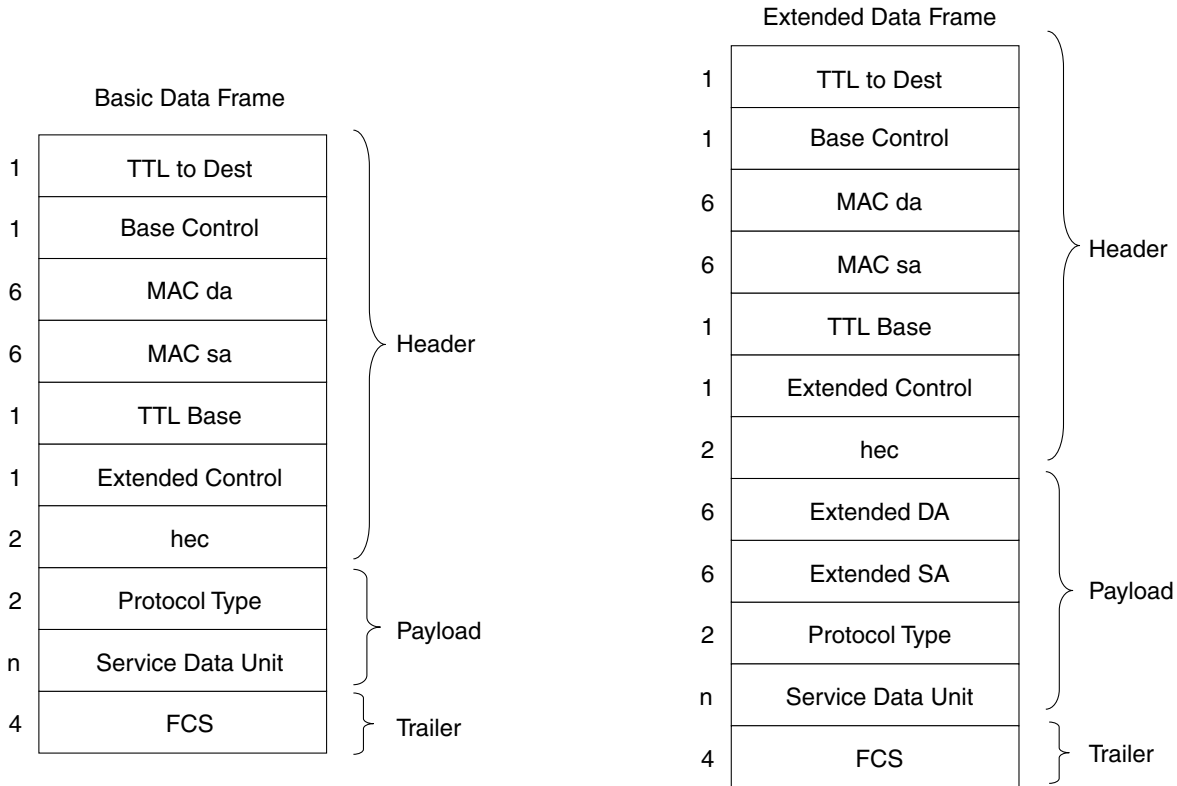 Basic Data Frame
1 TTL to Dest
1 Base Control
6 MAC da
6 MAC sa
1 TTL Base
1 Extended Control
2 hec
2 Protocol Type
n Service Data Unit
4 FCS
Header
Payload
Trailer
Extended Data Frame
1 TTL to Dest
1 Base Control
6 MAC da
6 MAC sa
1 TTL Base
1 Extended Control
2 hec
6 Extended DA
6 Extended SA
2 Protocol Type
n Service Data Unit
4 FCS
Header
Payload
Trailer